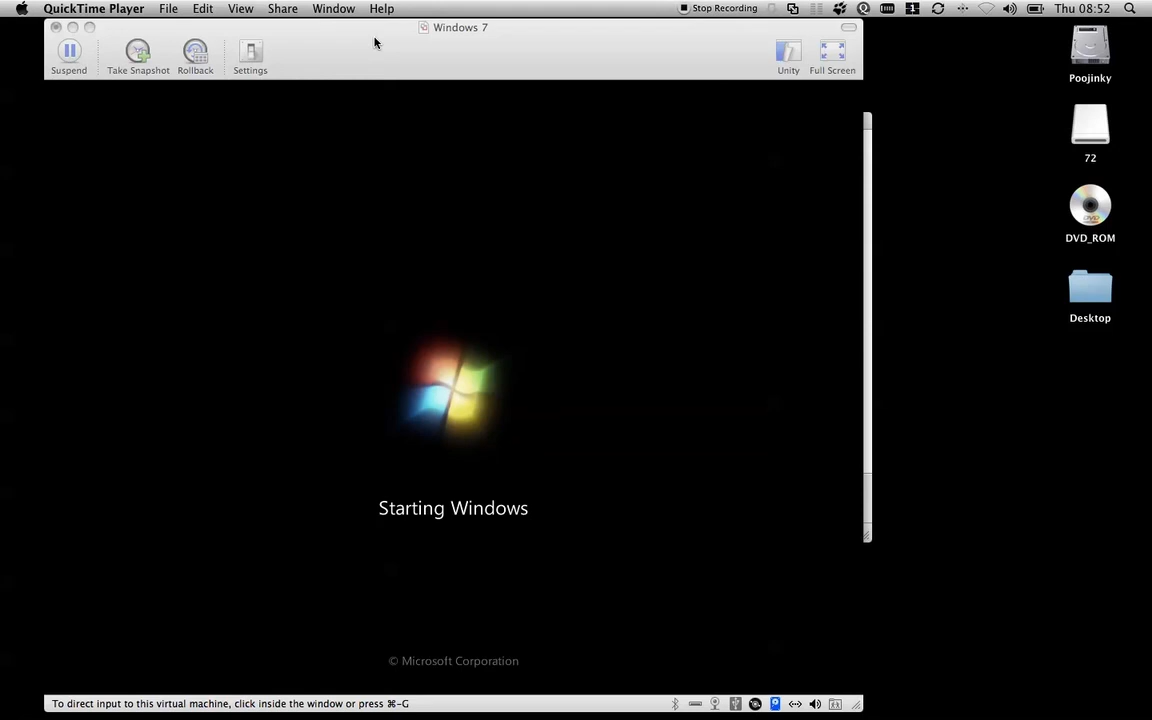 QuickTime Player File Edit View Share Window Help Stop Recording 1 Thu 08:52
Windows 7
Suspend Take Snapshot Rollback Settings Unity Full Screen
Poojinky
72
DVD
DVD_ROM
Desktop
Starting Windows
© Microsoft Corporation
To direct input to this virtual machine, click inside the window or press ⌘-G